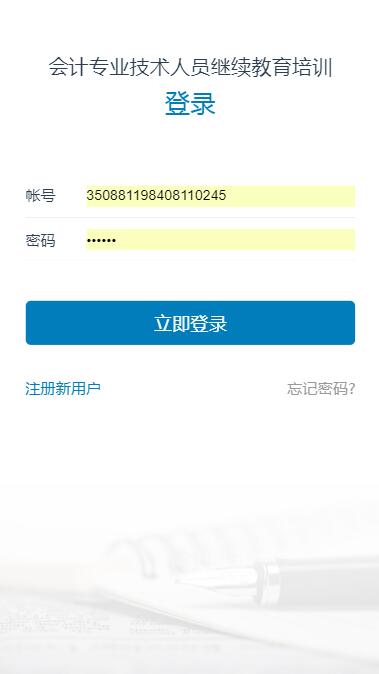 会计专业技术人员继续教育培训
登录
帐号 350881198408110245
密码 ••••••
立即登录
注册新用户 忘记密码?